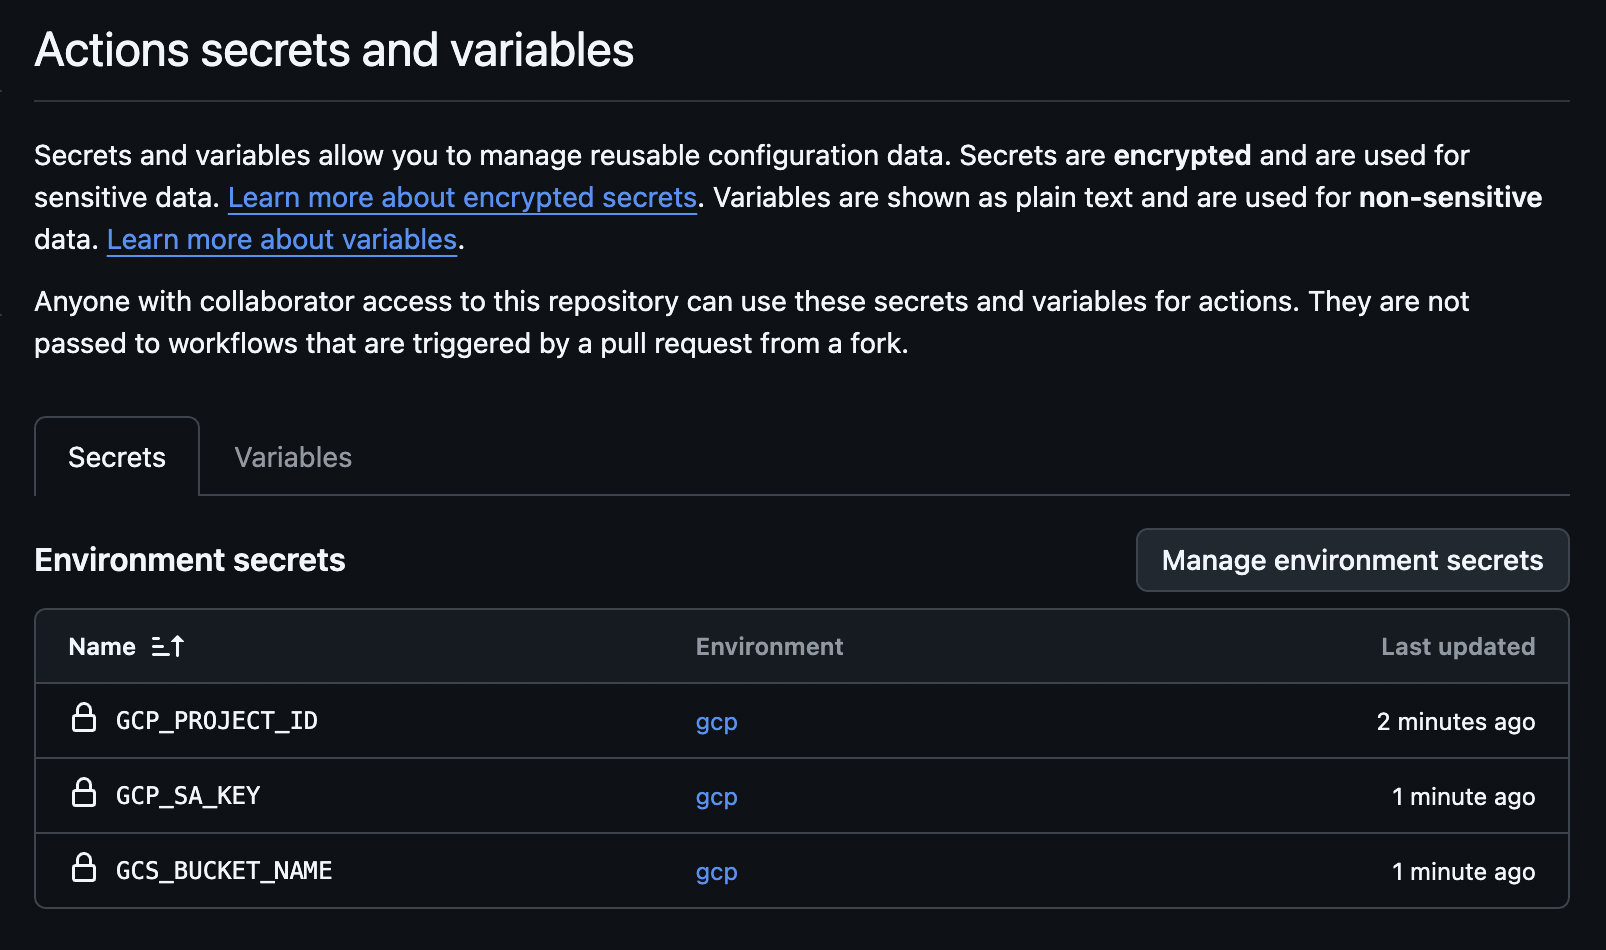 Actions secrets and variables
Secrets and variables allow you to manage reusable configuration data. Secrets are encrypted and are used for
sensitive data. Learn more about encrypted secrets. Variables are shown as plain text and are used for non-sensitive
data. Learn more about variables.
Anyone with collaborator access to this repository can use these secrets and variables for actions. They are not
passed to workflows that are triggered by a pull request from a fork.
Secrets Variables
Environment secrets Manage environment secrets
Name Environment Last updated
GCP_PROJECT_ID gcp 2 minutes ago
GCP_SA_KEY gcp 1 minute ago
GCS_BUCKET_NAME gcp 1 minute ago